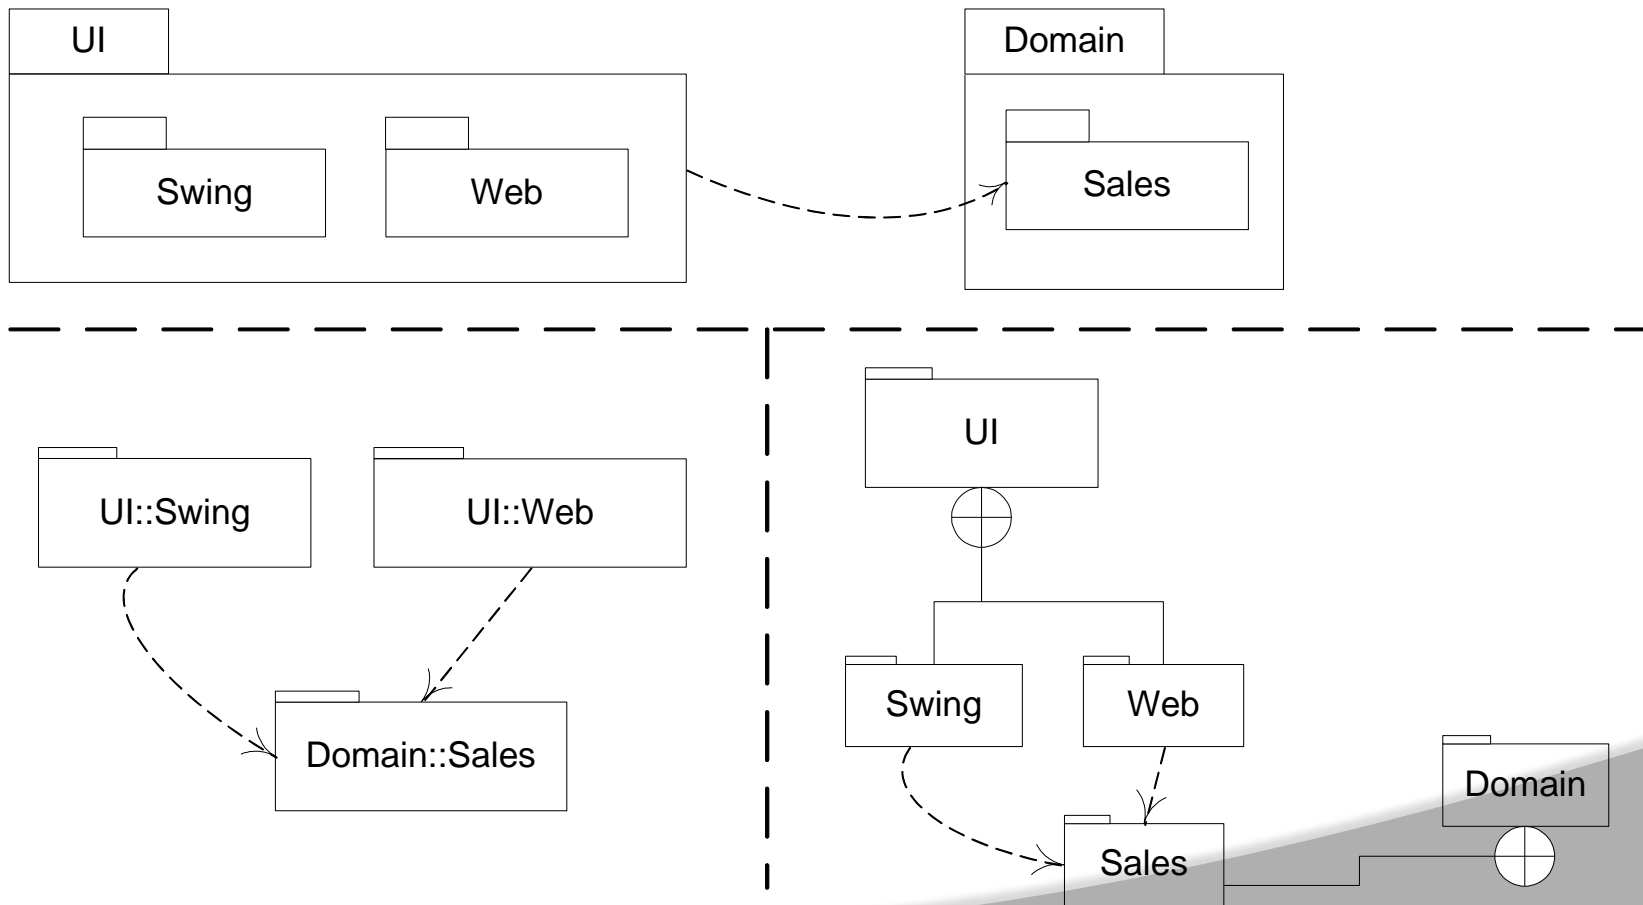 UI
Domain
Swing
Web
Sales
UI::Swing
UI::Web
Domain::Sales
UI
Swing
Web
Domain
Sales